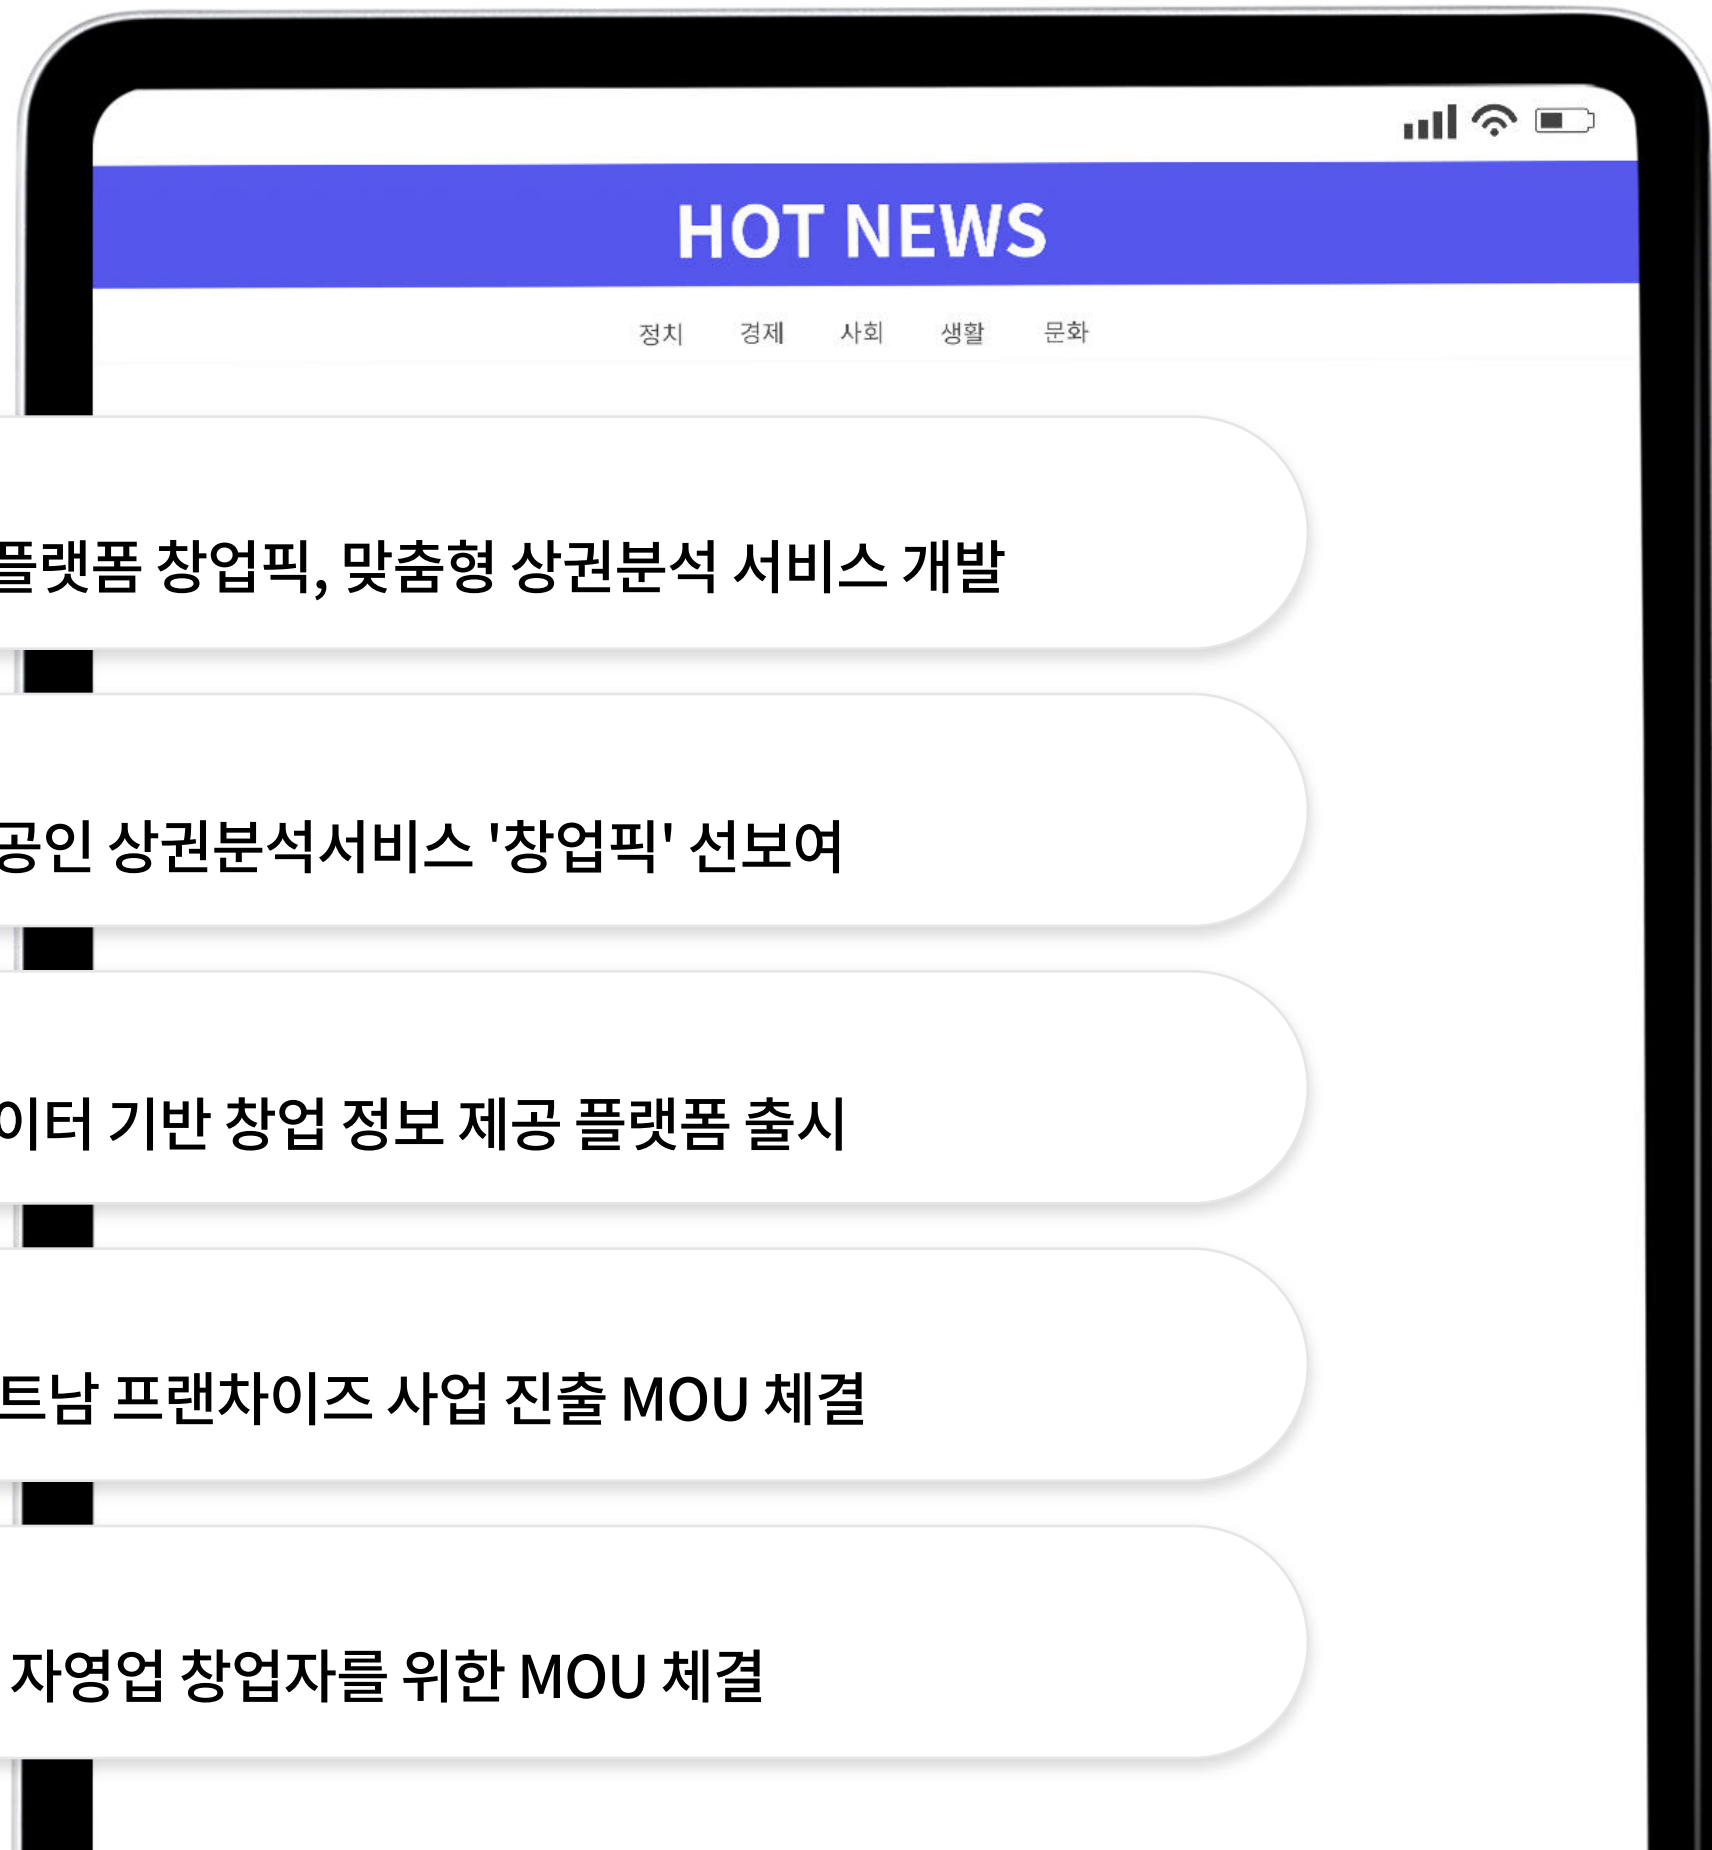 HOT NEWS
정치 경제 사회 생활 문화
플랫폼 창업픽, 맞춤형 상권분석 서비스 개발
공인 상권분석서비스 '창업픽' 선보여
이터 기반 창업 정보 제공 플랫폼 출시
트남 프랜차이즈 사업 진출 MOU 체결
자영업 창업자를 위한 MOU 체결